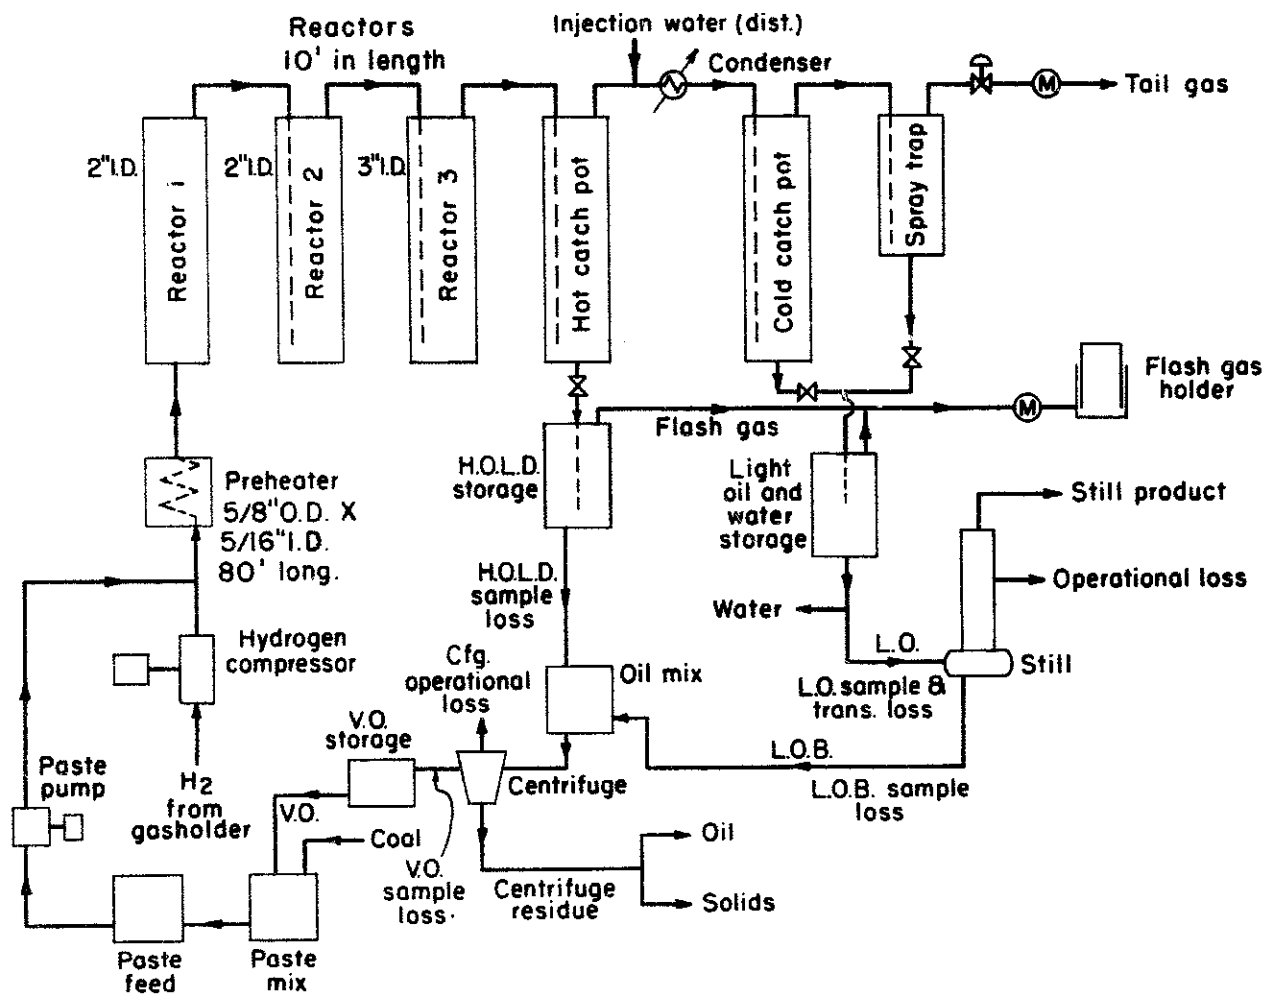 Reactors
10' in length
Injection water (dist.)
Condenser
M
Tail gas
2"I.D.
Reactor 1
2"I.D.
Reactor 2
3"I.D.
Reactor 3
Hot catch pot
Cold catch pot
Spray trap
Flash gas
holder
M
Flash gas
Preheater
5/8"O.D. X
5/16"I.D.
80' long.
H.O.L.D.
storage
Light
oil and
water
storage
Still product
Operational loss
H.O.L.D.
sample
loss
Water
L.O.
Still
L.O. sample &
trans. loss
Hydrogen
compressor
Cfg.
operational
loss
Oil mix
V.O.
storage
L.O.B.
L.O.B. sample
loss
Centrifuge
Paste
pump
H2
from
gasholder
V.O.
Coal
V.O.
sample
loss.
Centrifuge
residue
Oil
Solids
Paste
feed
Paste
mix